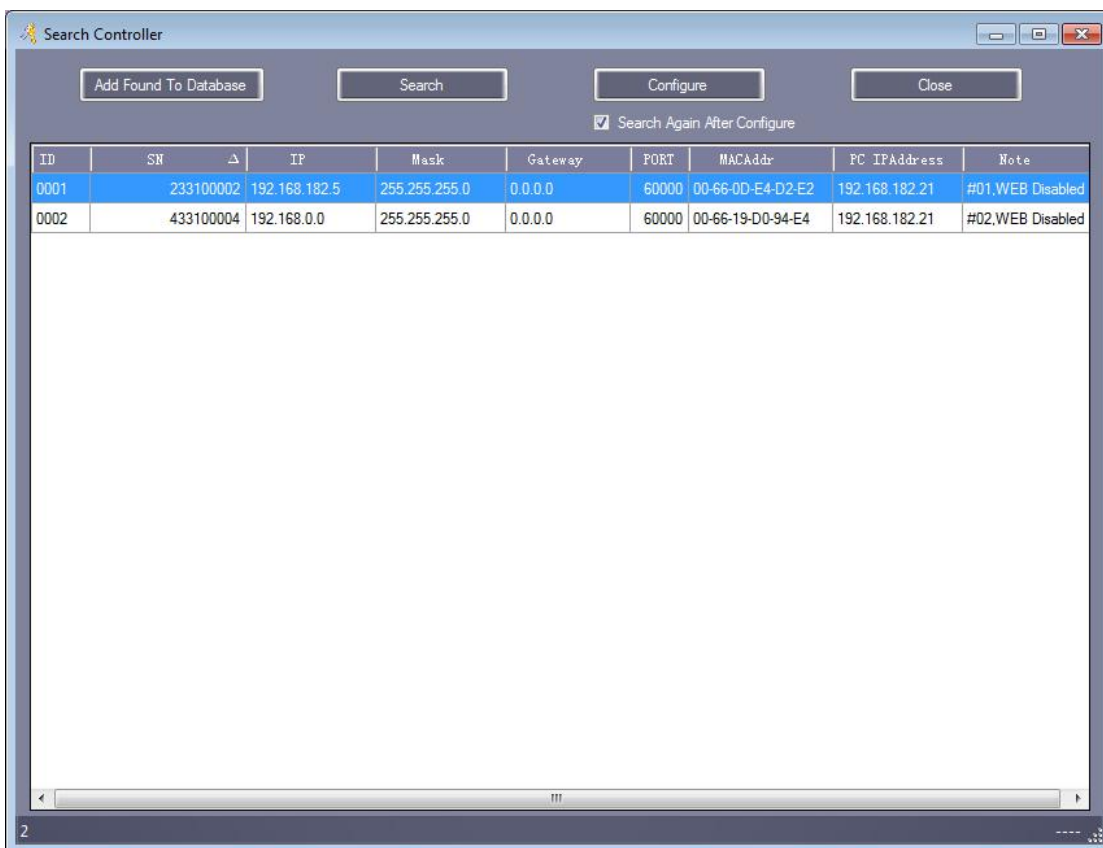 Search Controller
Add Found To Database Search Configure Close
Search Again After Configure
ID SN Δ IP Mask Gateway PORT MACAddr PC IPAddress Note
0001 233100002 192.168.182.5 255.255.255.0 0.0.0.0 60000 00-66-0D-E4-D2-E2 192.168.182.21 #01,WEB Disabled
0002 433100004 192.168.0.0 255.255.255.0 0.0.0.0 60000 00-66-19-D0-94-E4 192.168.182.21 #02,WEB Disabled
2 ----